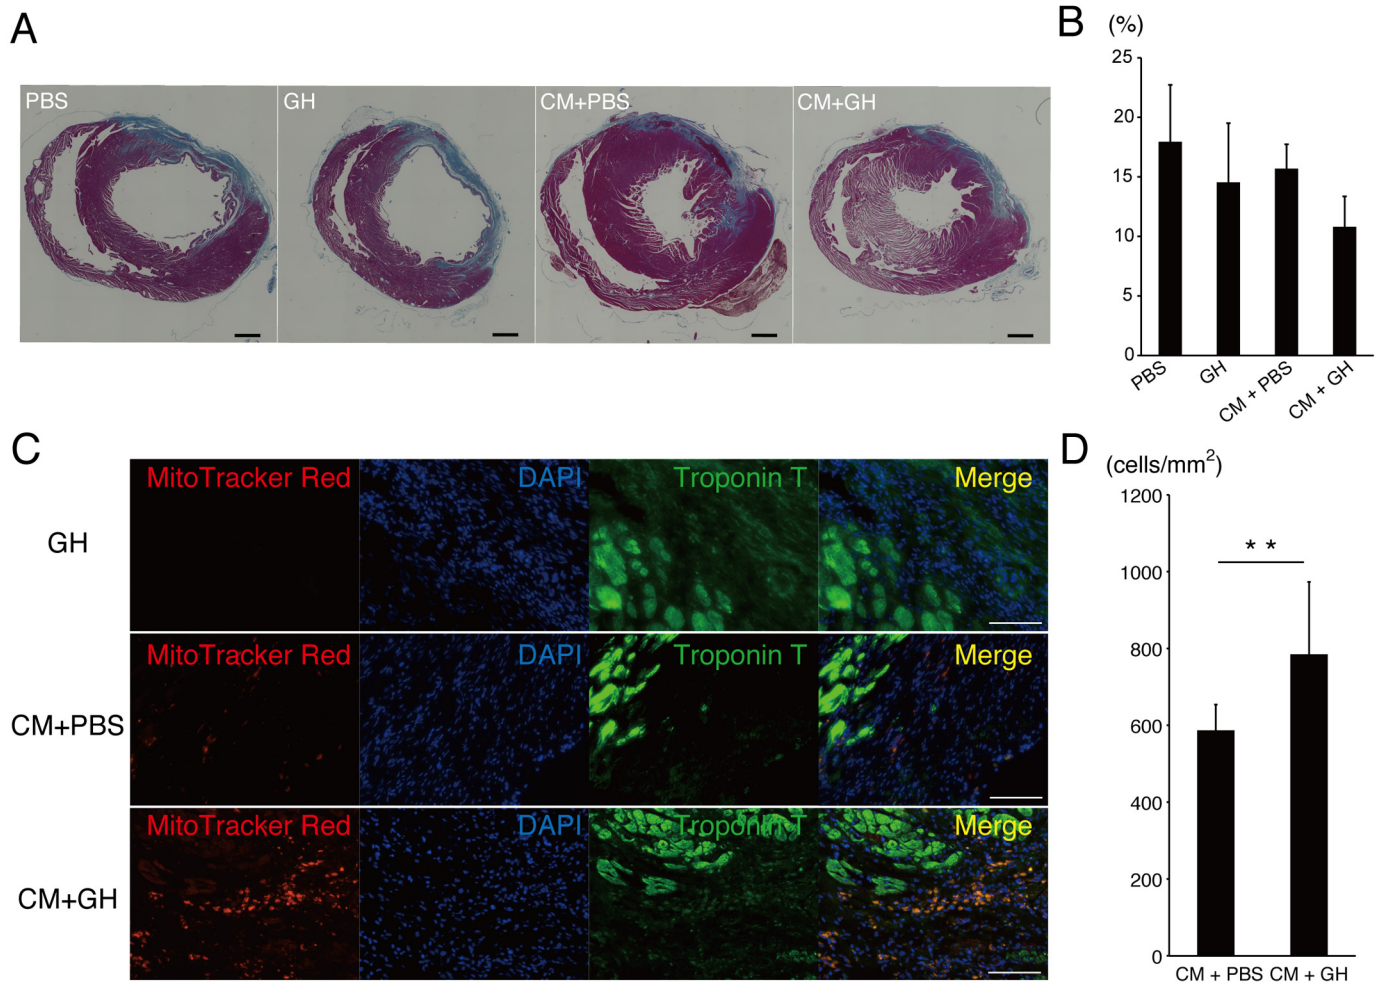 A
PBS
GH
CM+PBS
CM+GH
B
(%)
25
20
15
10
5
0
PBS
GH
CM + PBS
CM + GH
C
GH
MitoTracker Red
DAPI
Troponin T
Merge
CM+PBS
MitoTracker Red
DAPI
Troponin T
Merge
CM+GH
MitoTracker Red
DAPI
Troponin T
Merge
D
(cells/mm²)
1200
1000
800
600
400
200
0
* *
CM + PBS
CM + GH